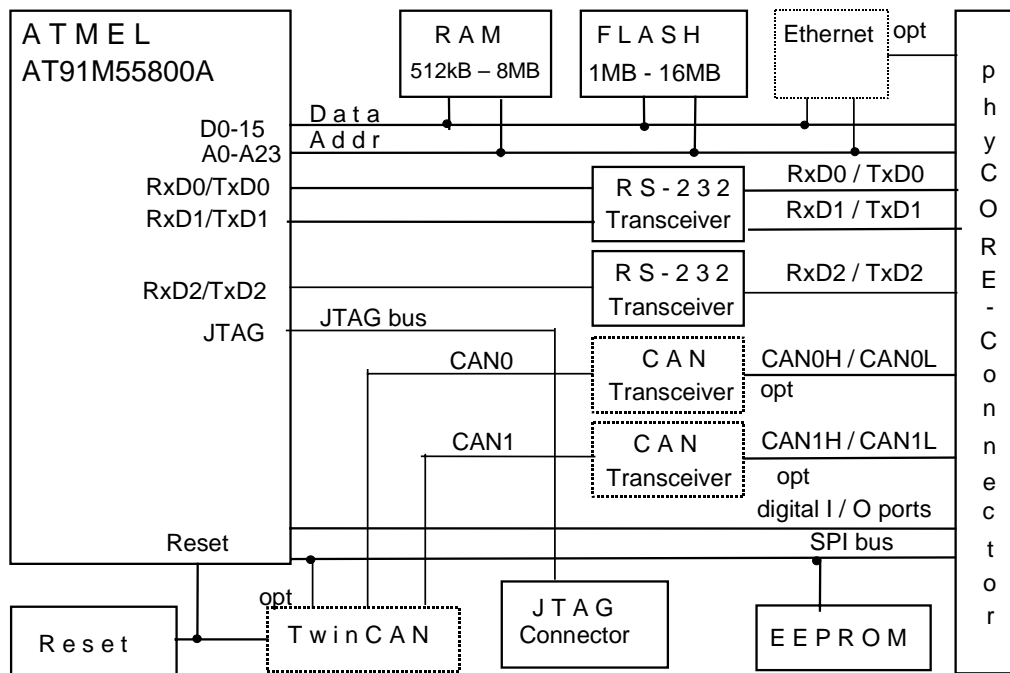 ATMEL
AT91M55800A
D0-15
A0-A23
RxD0/TxD0
RxD1/TxD1
RxD2/TxD2
JTAG
Reset
Data
Addr
RAM
512kB – 8MB
FLASH
1MB - 16MB
Ethernet
opt
RS-232
Transceiver
RxD0 / TxD0
RxD1 / TxD1
RS-232
Transceiver
RxD2 / TxD2
JTAG bus
CAN0
CAN
Transceiver
CAN0H / CAN0L
opt
CAN1
CAN
Transceiver
CAN1H / CAN1L
opt
digital I / O ports
SPI bus
opt
Reset
TwinCAN
JTAG
Connector
EEPROM
phyCORE-Connector